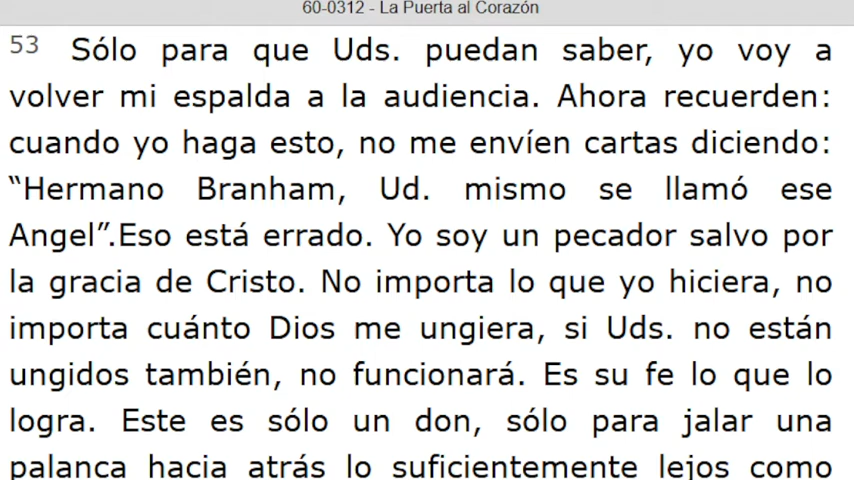 60-0312 - La Puerta al Corazón
53 Sólo para que Uds. puedan saber, yo voy a
volver mi espalda a la audiencia. Ahora recuerden:
cuando yo haga esto, no me envíen cartas diciendo:
“Hermano Branham, Ud. mismo se llamó ese
Angel”.Eso está errado. Yo soy un pecador salvo por
la gracia de Cristo. No importa lo que yo hiciera, no
importa cuánto Dios me ungiera, si Uds. no están
ungidos también, no funcionará. Es su fe lo que lo
logra. Este es sólo un don, sólo para jalar una
palanca hacia atrás lo suficientemente lejos como